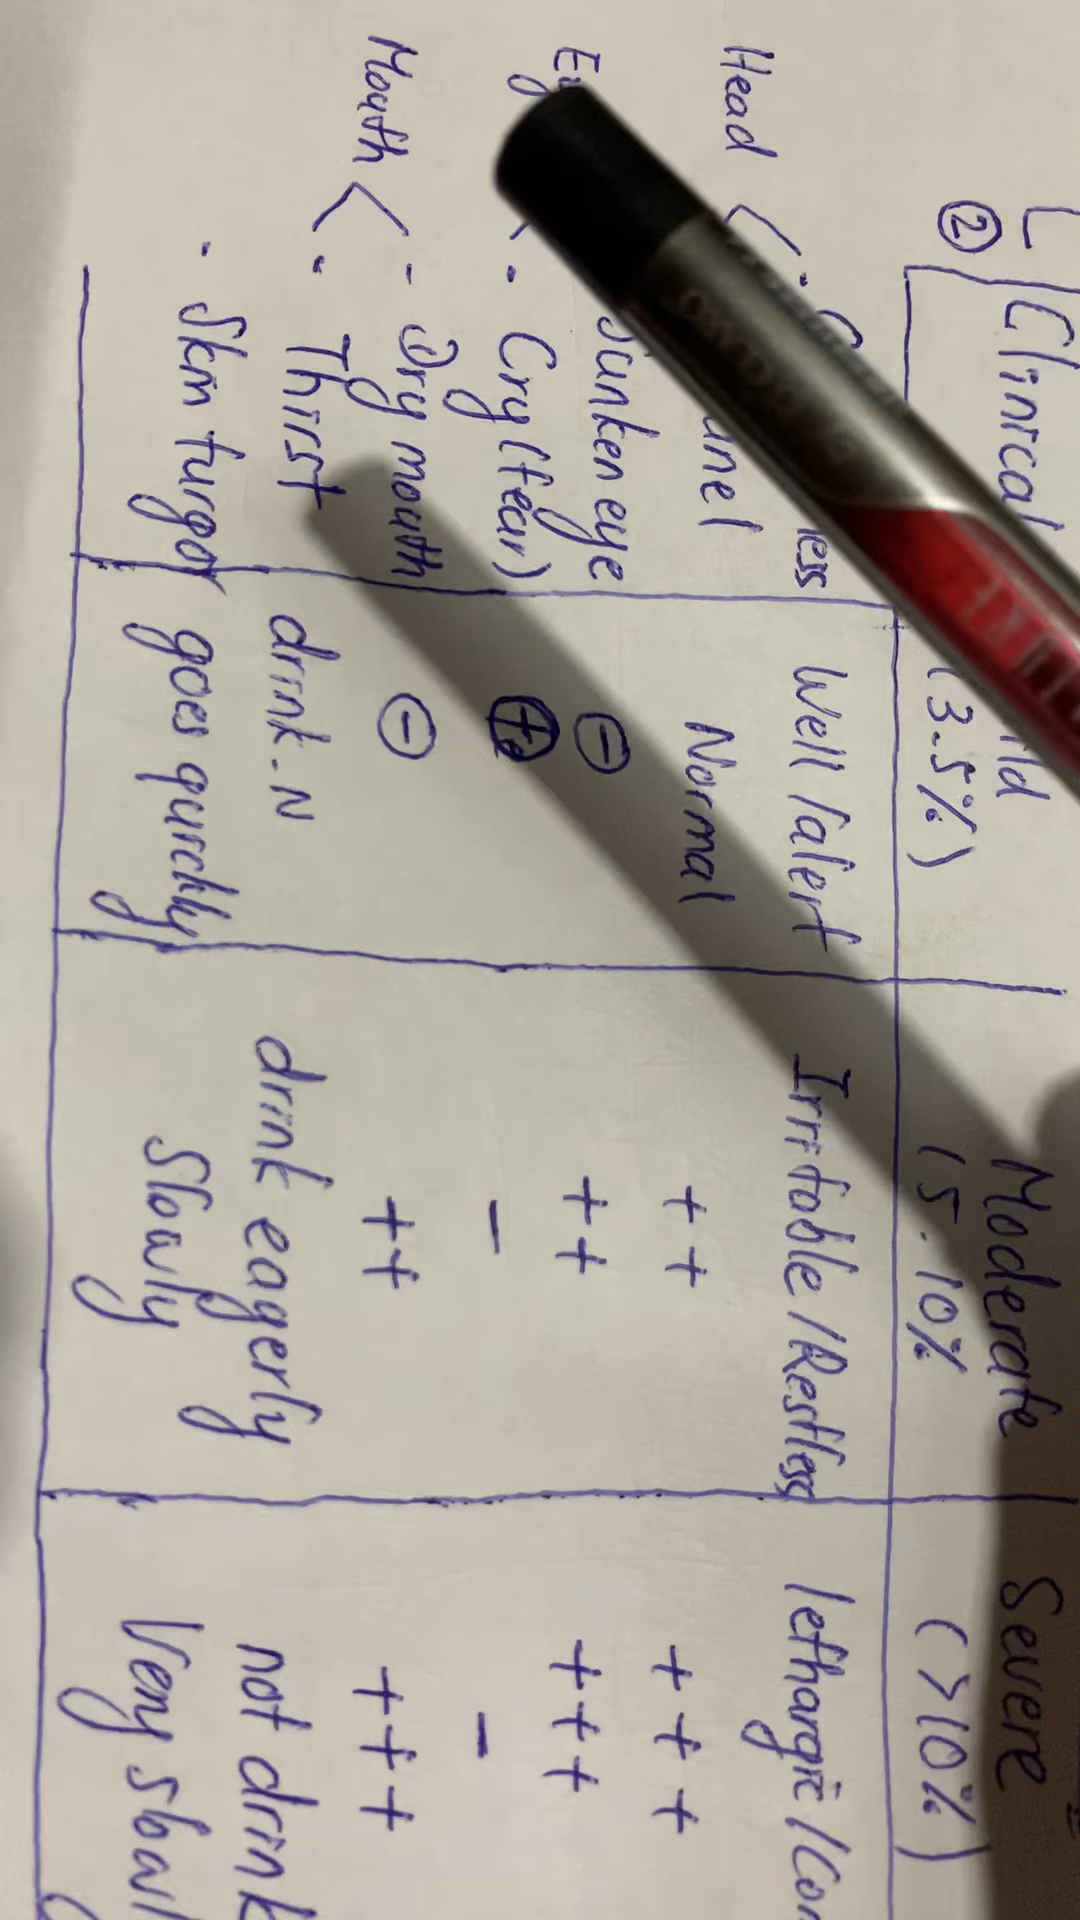 ② Clinical
Mild Moderate Severe
(3-5%) (5-10% (>10%)
Head Well /alert Irritable /Restless lethargic /
Normal ++ +++
Eye Sunken eye ⊖ ++ +++
· Cry (tear) ⊕ - -
Mouth - Dry mouth ⊖ ++ +++
· Thirst drink-N drink eagerly not drink
· Skin turgor goes quickly Slowly Very slowl